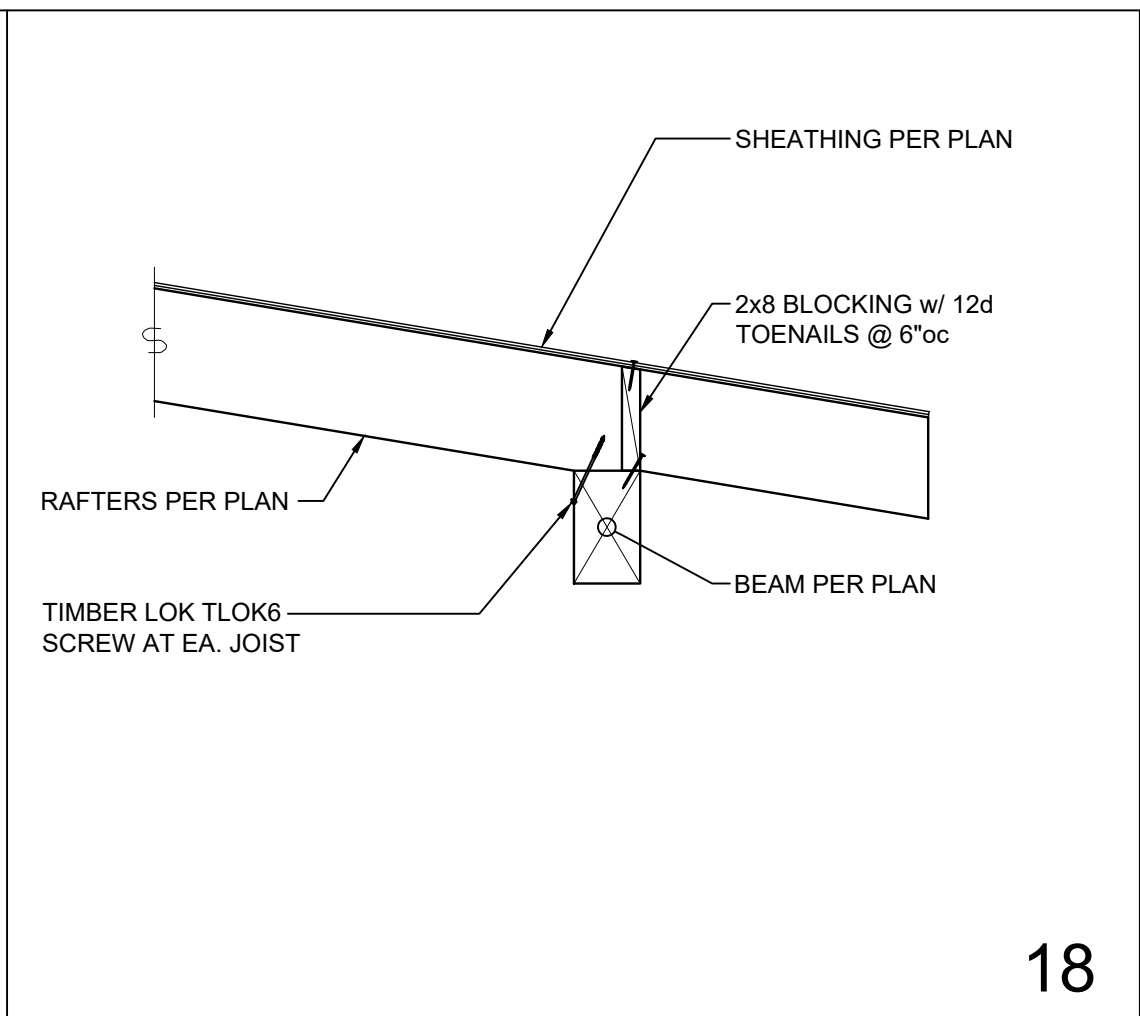 SHEATHING PER PLAN
2x8 BLOCKING w/ 12d
TOENAILS @ 6"oc
RAFTERS PER PLAN
BEAM PER PLAN
TIMBER LOK TLOK6
SCREW AT EA. JOIST
18